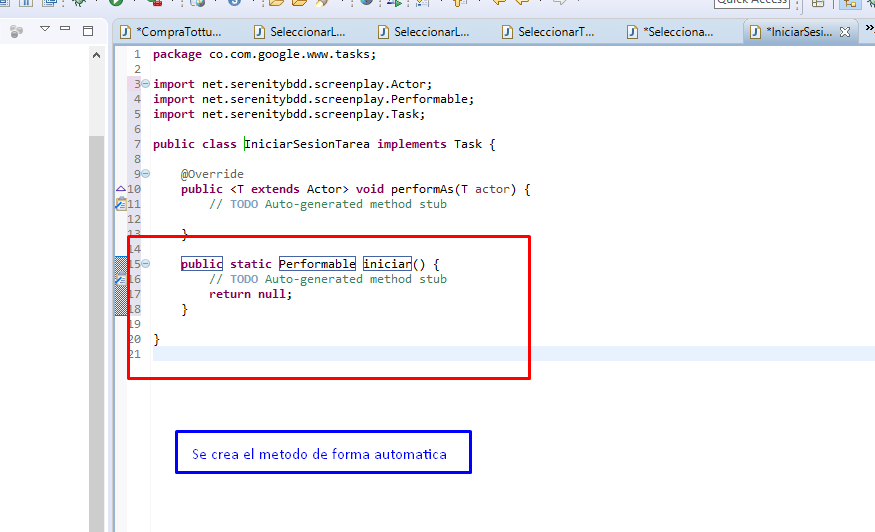 Quick Access
*CompraTottu...
SeleccionarL...
SeleccionarL...
SeleccionarT...
*Selecciona...
*IniciarSesi...
1 package co.com.google.www.tasks;
2
3 import net.serenitybdd.screenplay.Actor;
4 import net.serenitybdd.screenplay.Performable;
5 import net.serenitybdd.screenplay.Task;
6
7 public class IniciarSesionTarea implements Task {
8
9 @Override
10 public <T extends Actor> void performAs(T actor) {
11 // TODO Auto-generated method stub
12
13 }
14
15 public static Performable iniciar() {
16 // TODO Auto-generated method stub
17 return null;
18 }
19
20 }
21
Se crea el metodo de forma automatica